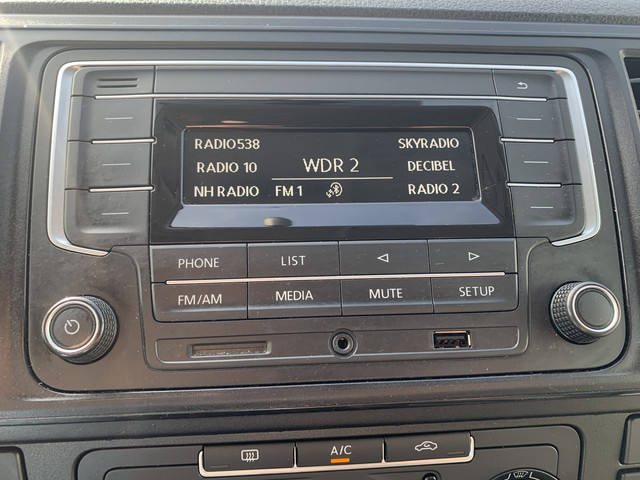 RADIO538 SKYRADIO
RADIO 10 WDR 2 DECIBEL
NH RADIO FM 1 RADIO 2
PHONE LIST
FM/AM MEDIA MUTE SETUP
A/C